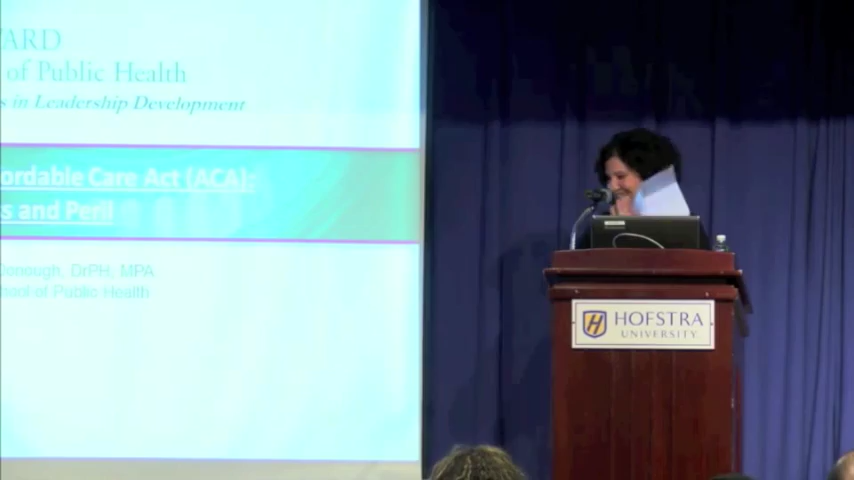 ARD
of Public Health
s in Leadership Development
ordable Care Act (ACA):
s and Peril
Donough, DrPH, MPA
hool of Public Health
H HOFSTRA
UNIVERSITY